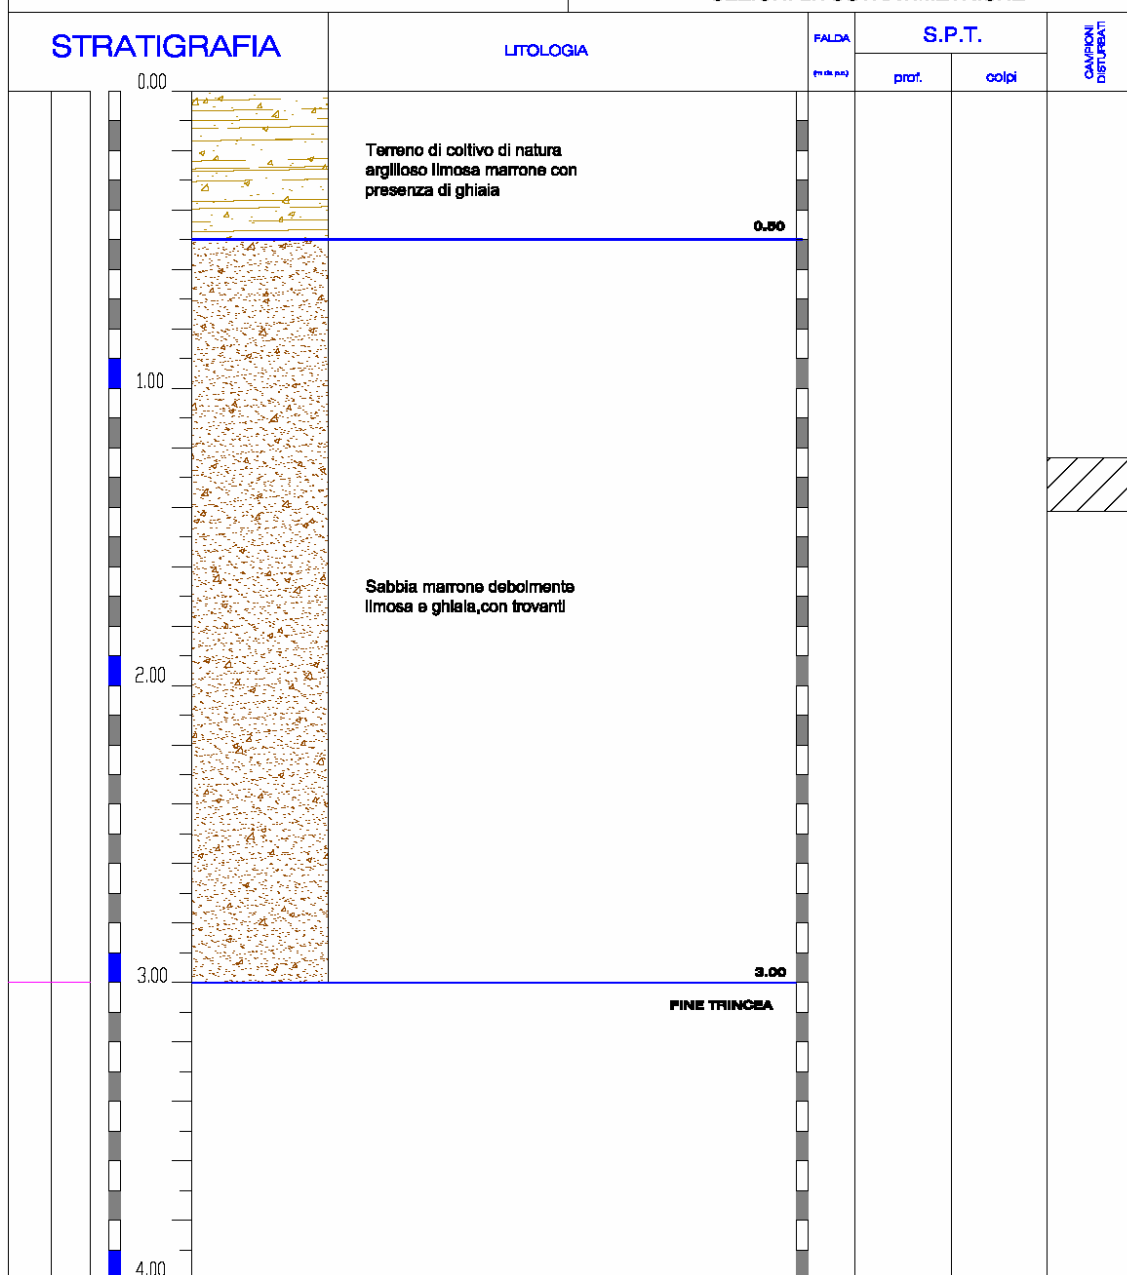 STRATIGRAFIA
LITOLOGIA
FALDA
(m da p.c.)
S.P.T.
prof.
colpi
CAMPIONI
DISTURBATI
0.00
Terreno di coltivo di natura
argilloso limosa marrone con
presenza di ghiaia
0.50
1.00
Sabbia marrone debolmente
limosa e ghiaia,con trovanti
2.00
3.00
3.00
FINE TRINCEA
4.00